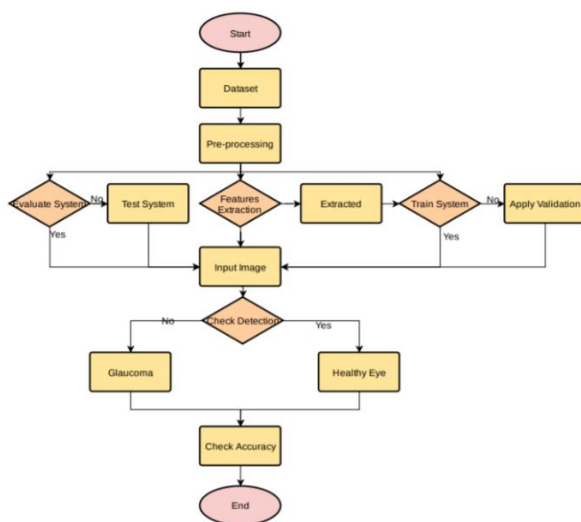 Start
Dataset
Pre-processing
Evaluate System
No
Test System
Features
Extraction
Extracted
Train System
No
Apply Validation
Yes
Yes
Input Image
No
Check Detection
Yes
Glaucoma
Healthy Eye
Check Accuracy
End